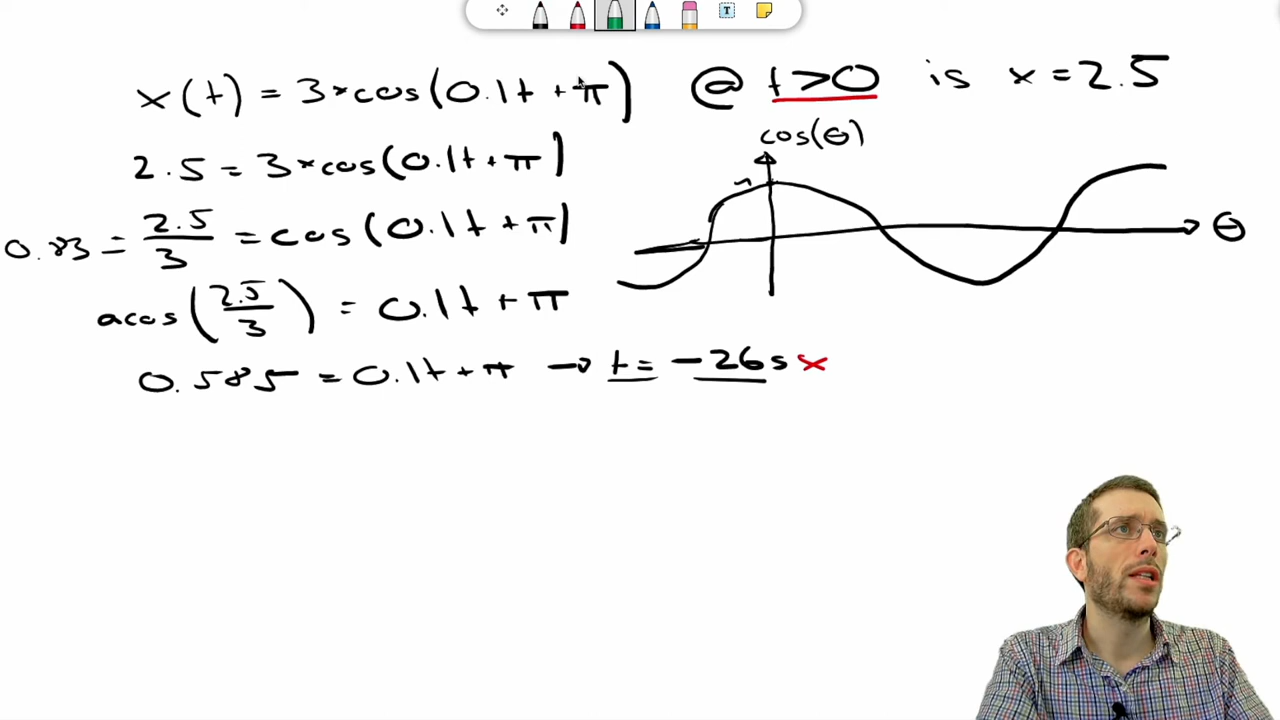 x(t) = 3*cos(0.1t + π)
@ t>0 is x = 2.5
2.5 = 3*cos(0.1t + π)
cos(θ)
1
0.83 = 2.5/3 = cos(0.1t + π)
θ
acos(2.5/3) = 0.1t + π
0.585 = 0.1t + π → t = -26s x
T